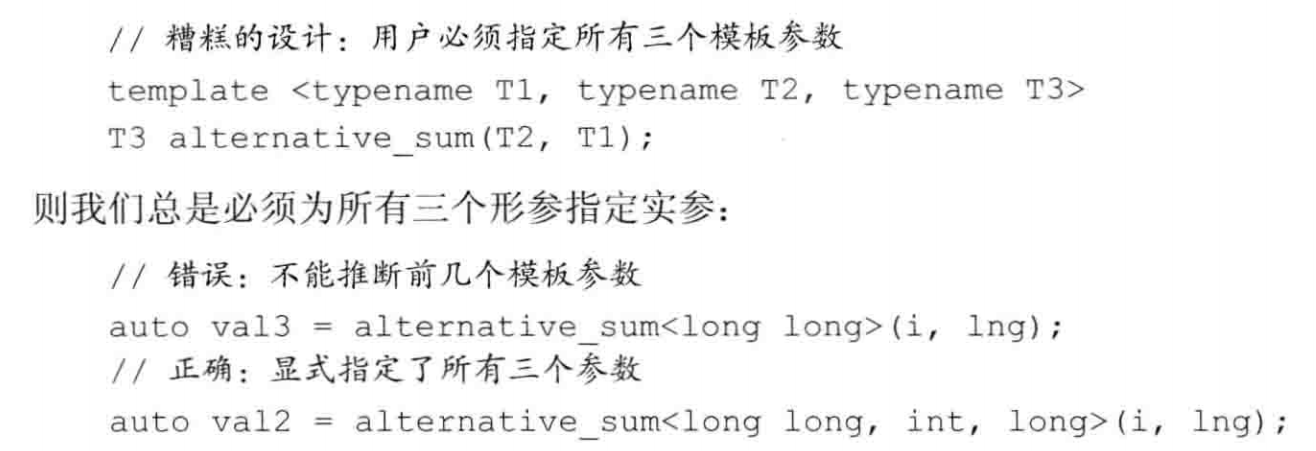 // 糟糕的设计：用户必须指定所有三个模板参数
template <typename T1, typename T2, typename T3>
T3 alternative_sum(T2, T1);
则我们总是必须为所有三个形参指定实参：
// 错误：不能推断前几个模板参数
auto val3 = alternative_sum<long long>(i, lng);
// 正确：显式指定了所有三个参数
auto val2 = alternative_sum<long long, int, long>(i, lng);